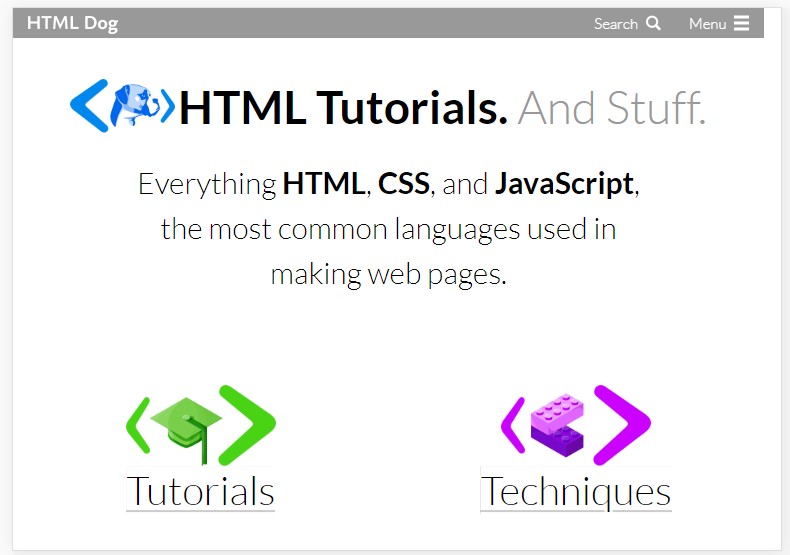 HTML Dog
Search
Menu
HTML Tutorials. And Stuff.
Everything HTML, CSS, and JavaScript,
the most common languages used in
making web pages.
Tutorials
Techniques